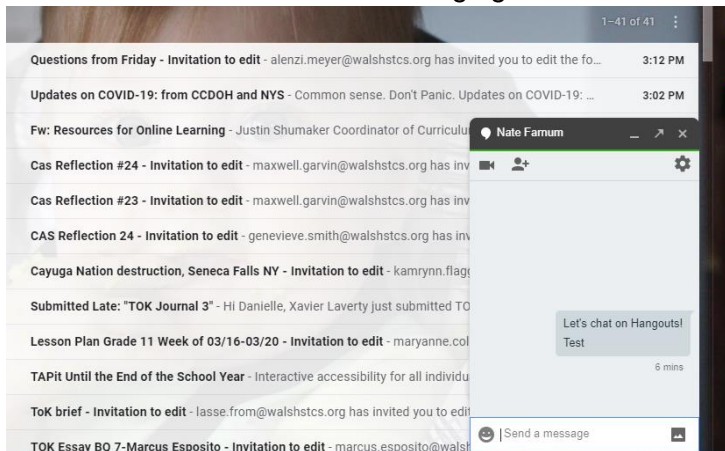 1–41 of 41
Questions from Friday - Invitation to edit - alenzi.meyer@walshstcs.org has invited you to edit the fo... 3:12 PM
Updates on COVID-19: from CCDOH and NYS - Common sense. Don't Panic. Updates on COVID-19: ... 3:02 PM
Fw: Resources for Online Learning - Justin Shumaker Coordinator of Curriculu
Cas Reflection #24 - Invitation to edit - maxwell.garvin@walshstcs.org has inv
Cas Reflection #23 - Invitation to edit - maxwell.garvin@walshstcs.org has inv
CAS Reflection 24 - Invitation to edit - genevieve.smith@walshstcs.org has inv
Cayuga Nation destruction, Seneca Falls NY - Invitation to edit - kamrynn.flagg
Submitted Late: "TOK Journal 3" - Hi Danielle, Xavier Laverty just submitted TO
Lesson Plan Grade 11 Week of 03/16-03/20 - Invitation to edit - maryanne.col
TAPit Until the End of the School Year - Interactive accessibility for all individu
ToK brief - Invitation to edit - lasse.from@walshstcs.org has invited you to edit
TOK Essay BQ 7-Marcus Esposito - Invitation to edit - marcus.esposito@walsh
Nate Farnum
Let's chat on Hangouts!
Test
6 mins
Send a message